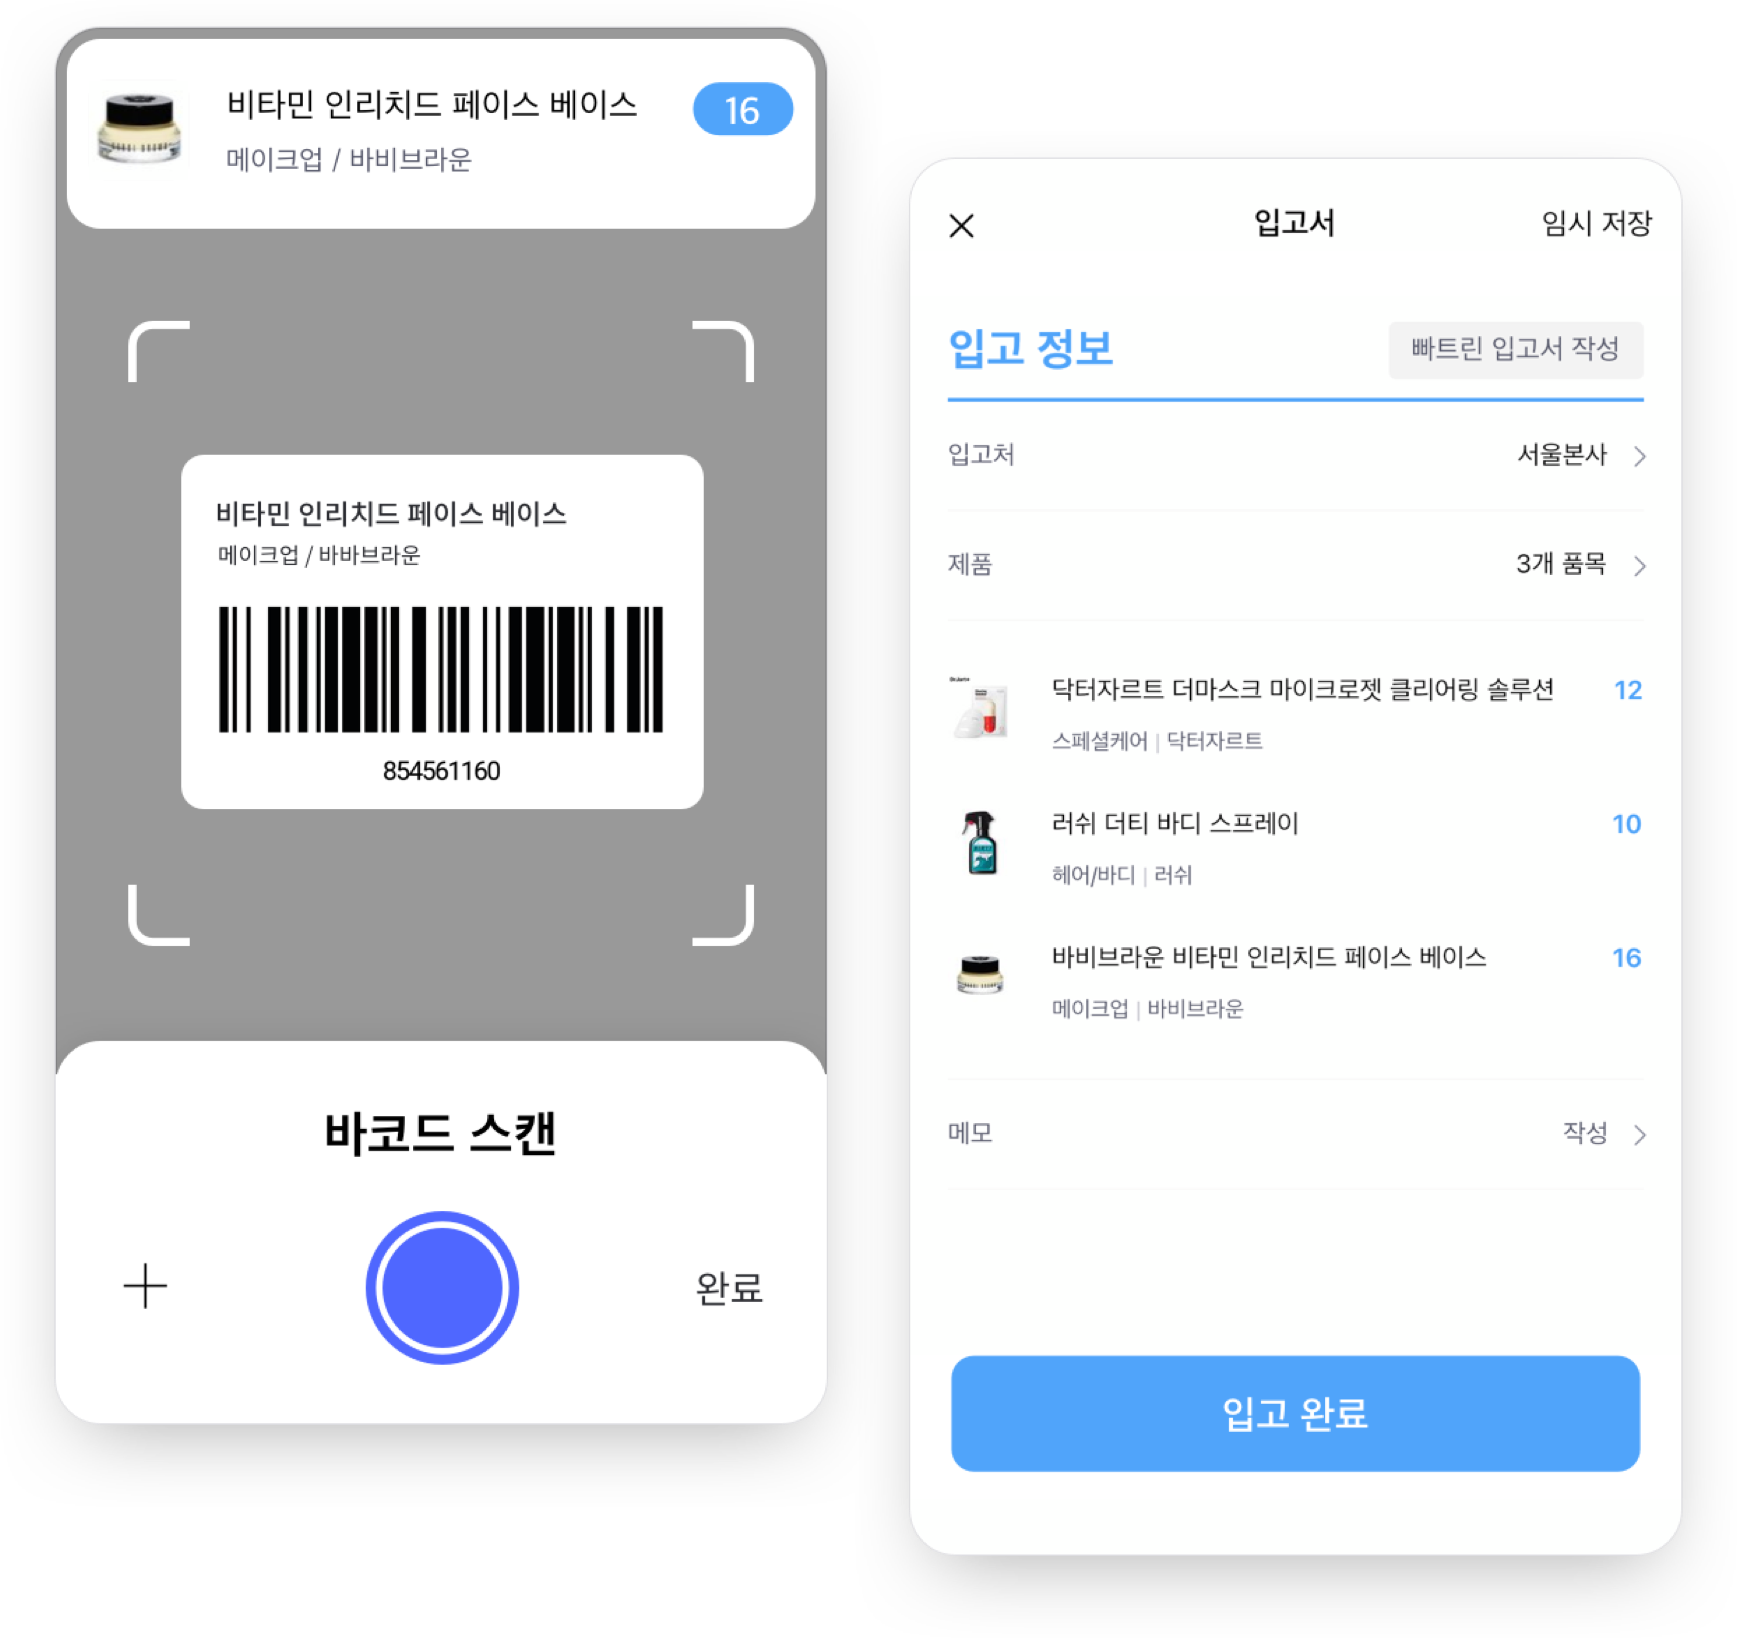 비타민 인리치드 페이스 베이스
16
메이크업 / 바비브라운
비타민 인리치드 페이스 베이스
메이크업 / 바바브라운
854561160
바코드 스캔
완료
입고서
임시 저장
입고 정보
빠트린 입고서 작성
입고처
서울본사
제품
3개 품목
닥터자르트 더마스크 마이크로젯 클리어링 솔루션
12
스페셜케어 | 닥터자르트
러쉬 더티 바디 스프레이
10
헤어/바디 | 러쉬
바비브라운 비타민 인리치드 페이스 베이스
16
메이크업 | 바비브라운
메모
작성
입고 완료